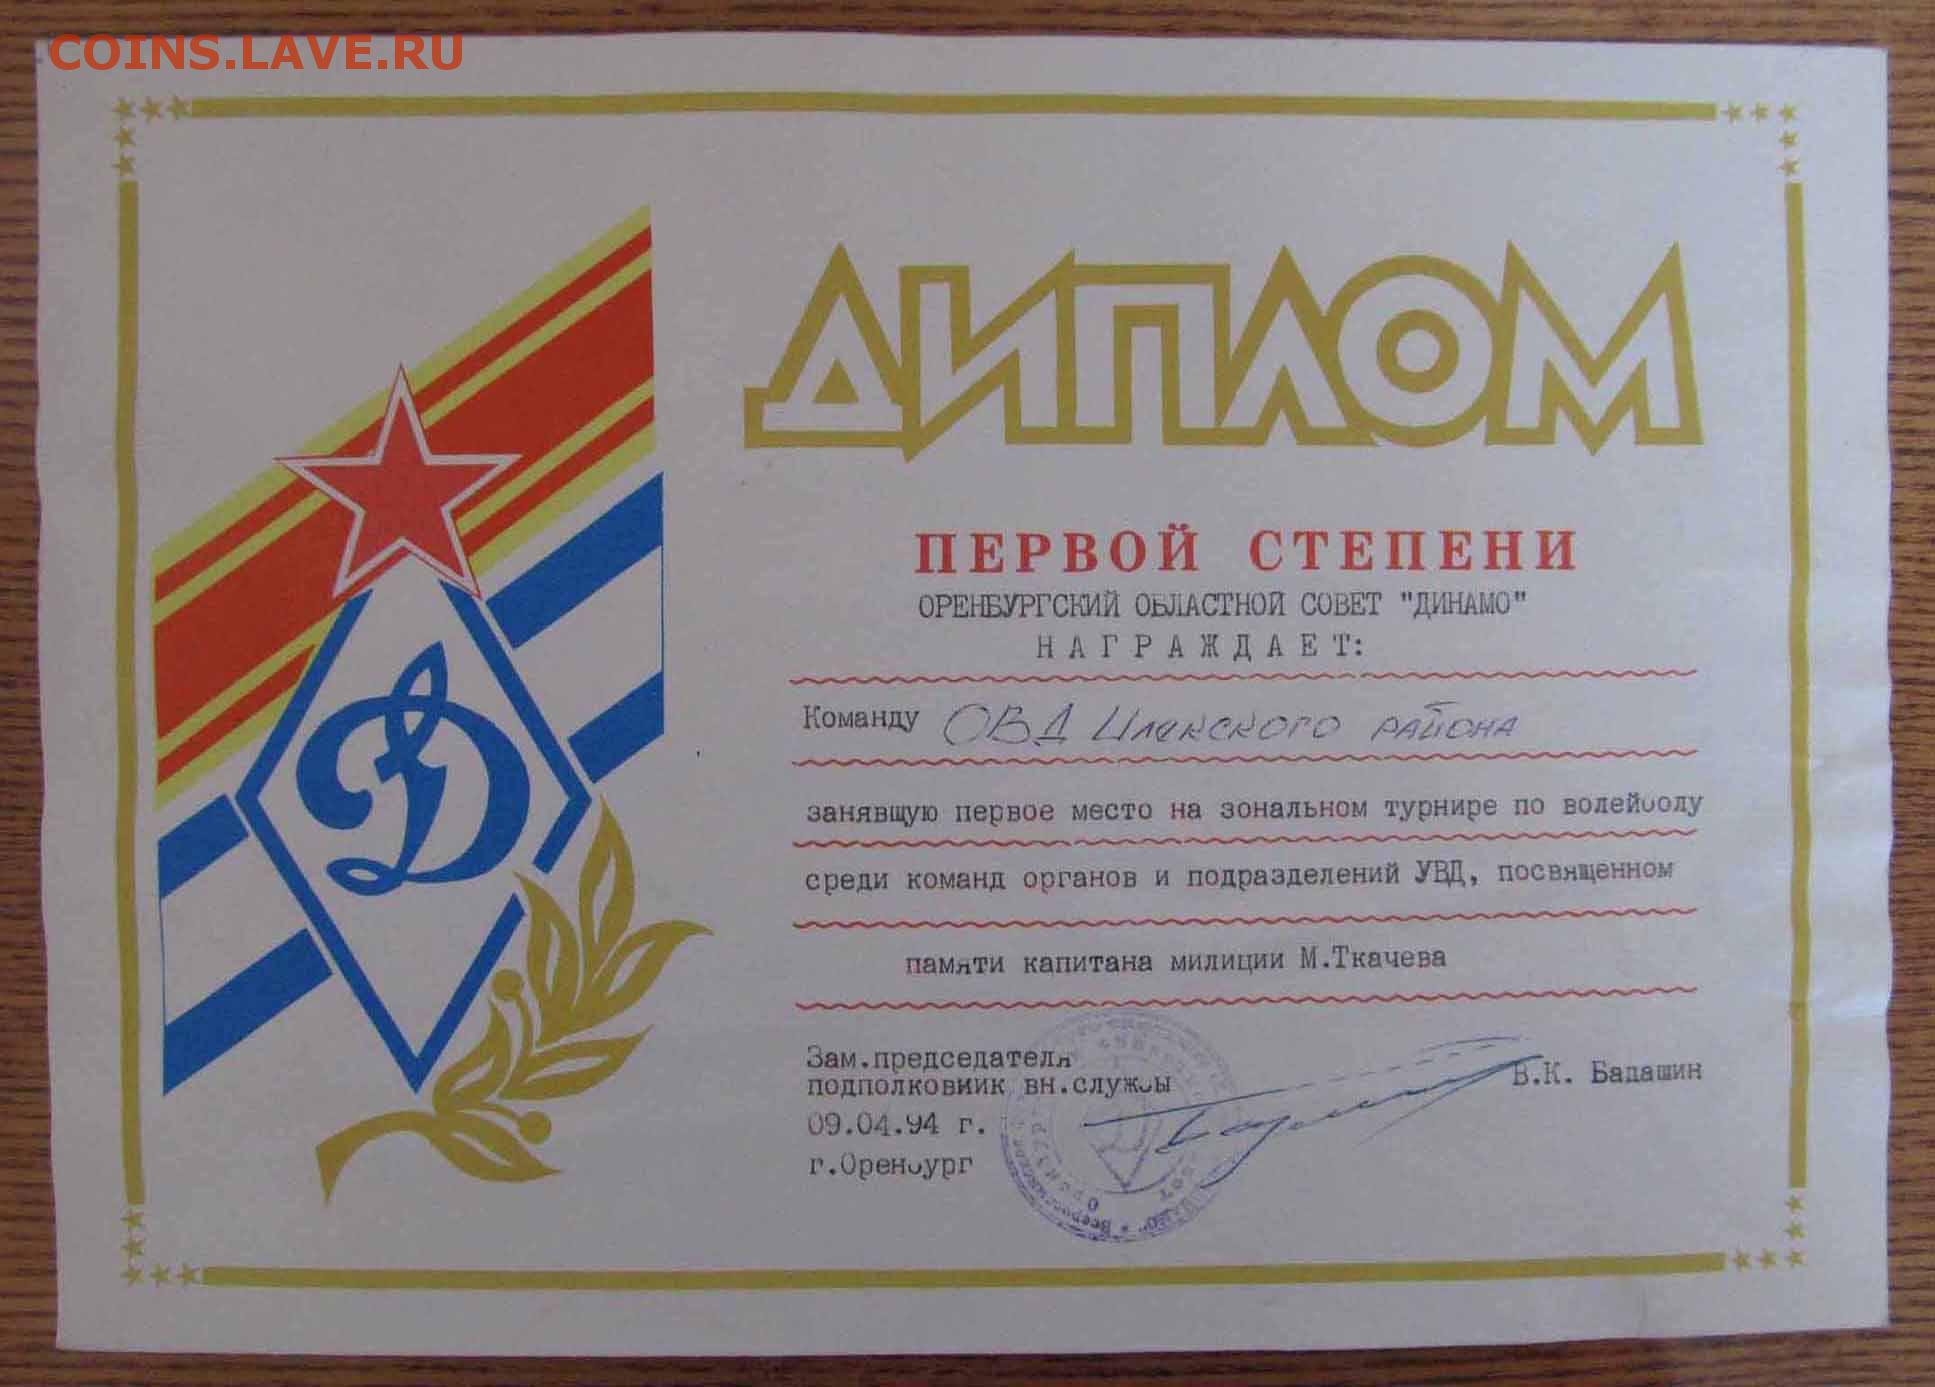 COINS.LAVE.RU
ДИПЛОМ
ПЕРВОЙ СТЕПЕНИ
ОРЕНБУРГСКИЙ ОБЛАСТНОЙ СОВЕТ "ДИНАМО"
НАГРАЖДАЕТ:
Команду ОВД Илекского района
занявщую первое место на зональном турнире по волейболу
среди команд органов и подразделений УВД, посвященном
памяти капитана милиции М.Ткачева
Зам.председателя
подполковник вн.службы
В.К. Бадашин
09.04.94 г.
г.Оренбург
Д